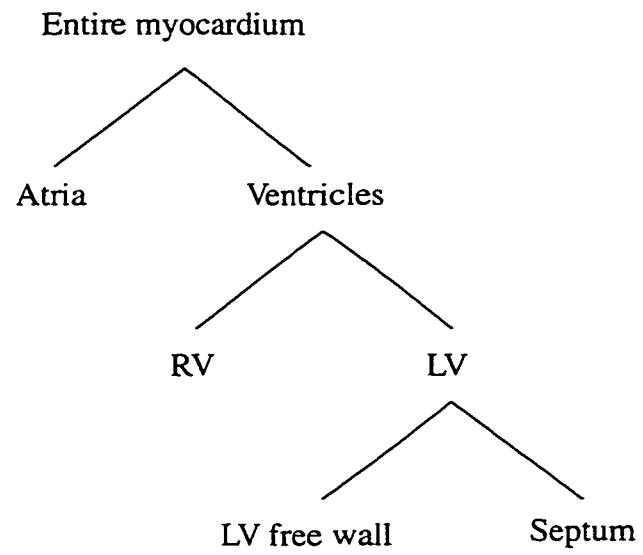 Entire myocardium
Atria
Ventricles
RV
LV
LV free wall
Septum